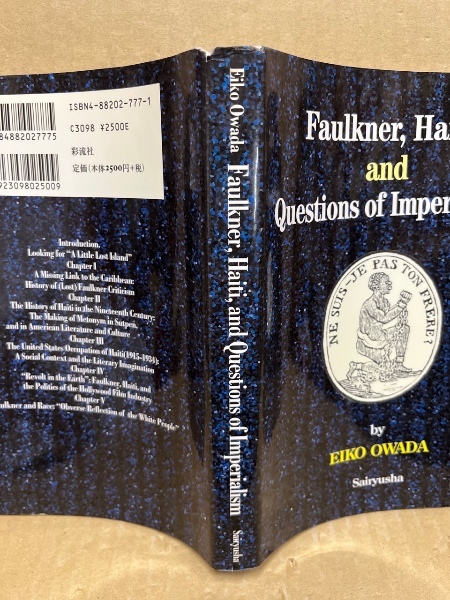 ISBN4-88202-777-1
C3098 ¥2500E
彩流社
定価(本体2500円+税)
84882027775
923098025009
Introduction.
Looking for "A Little Lost Island"
Chapter I
A Missing Link to the Caribbean:
History of (Lost) Faulkner Criticism
Chapter II
The History of Haiti in the Nineteenth Century:
The Making of Metonym in Sutpen,
and in American Literature and Culture
Chapter III
The United States Occupation of Haiti (1915-1934):
A Social Context and the Literary Imagination
Chapter IV
"Revolt in the Earth": Faulkner, Haiti, and
the Politics of the Hollywood Film Industry
Chapter V
ulkner and Race: "Obverse Reflection of the White People"
Eiko Owada Faulkner, Haiti, and Questions of Imperialism Sairyusha
Faulkner, Hai
and
Questions of Imper
NE SUIS-JE PAS TON FRÈRE?
by
EIKO OWADA
Sairyusha